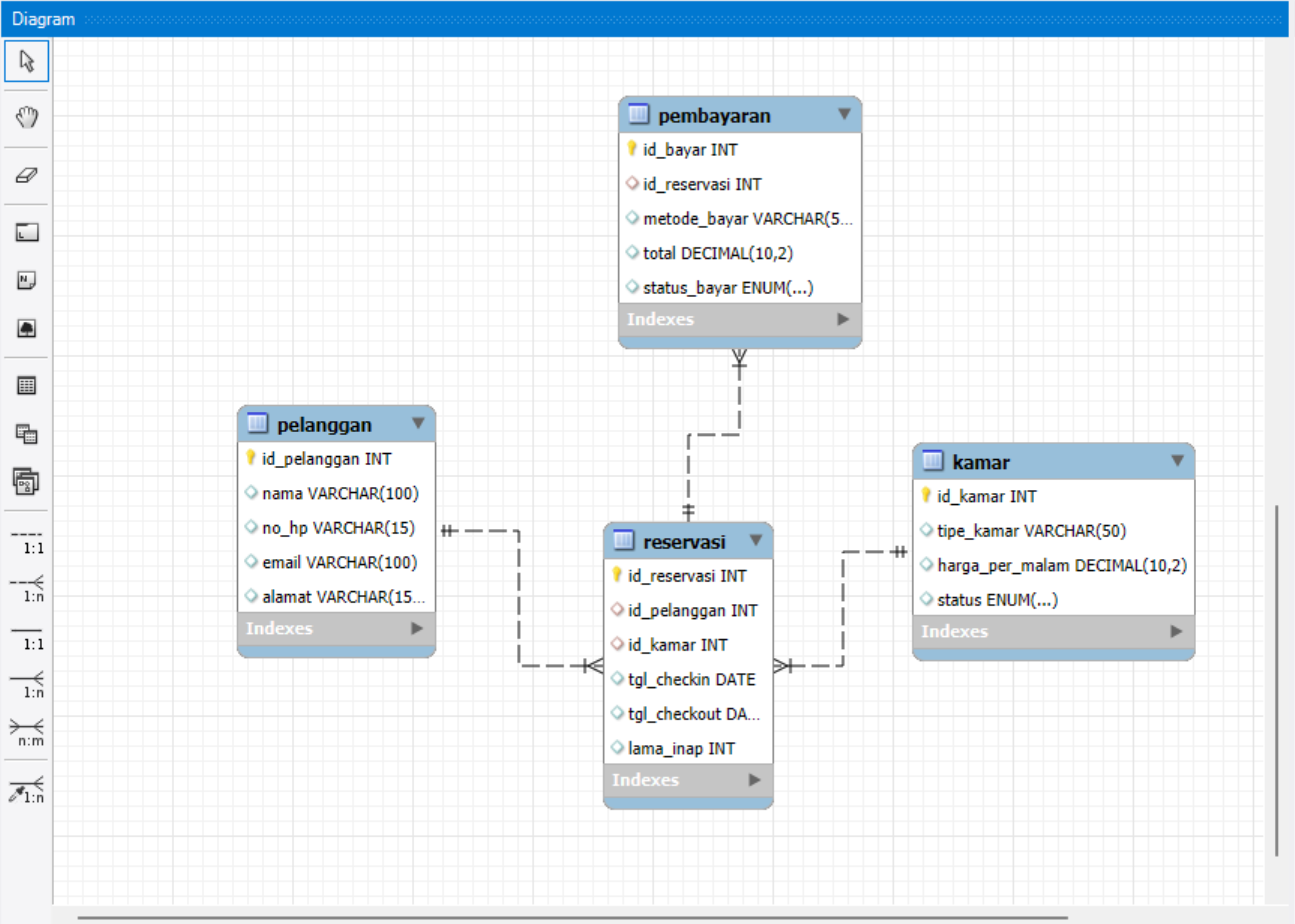 Diagram
pembayaran
id_bayar INT
id_reservasi INT
metode_bayar VARCHAR(5...
total DECIMAL(10,2)
status_bayar ENUM(...)
Indexes
pelanggan
id_pelanggan INT
nama VARCHAR(100)
no_hp VARCHAR(15)
email VARCHAR(100)
alamat VARCHAR(15...
Indexes
kamar
id_kamar INT
tipe_kamar VARCHAR(50)
harga_per_malam DECIMAL(10,2)
status ENUM(...)
Indexes
reservasi
id_reservasi INT
id_pelanggan INT
id_kamar INT
tgl_checkin DATE
tgl_checkout DA...
lama_inap INT
Indexes
1:1
1:n
1:1
1:n
n:m
1:n